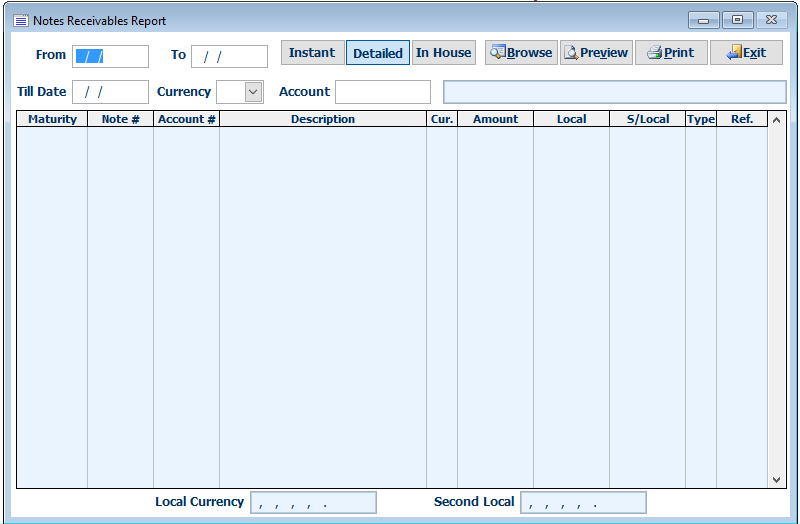 Notes Receivables Report
From / / To / / Instant Detailed In House Browse Preview Print Exit
Till Date / / Currency Account
Maturity Note # Account # Description Cur. Amount Local S/Local Type Ref.
Local Currency , , , , . Second Local , , , , .